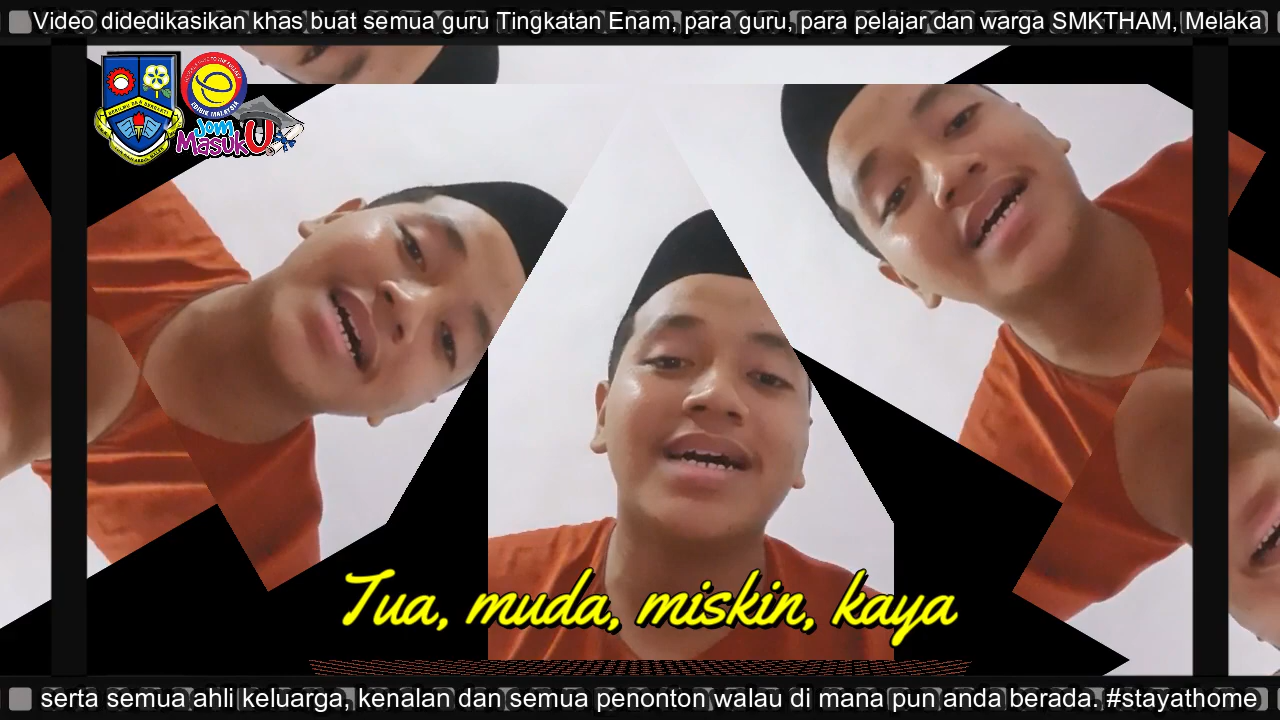 Video didedikasikan khas buat semua guru Tingkatan Enam, para guru, para pelajar dan warga SMKTHAM, Melaka
Jom
MasukU
Tua, muda, miskin, kaya
serta semua ahli keluarga, kenalan dan semua penonton walau di mana pun anda berada. #stayathome